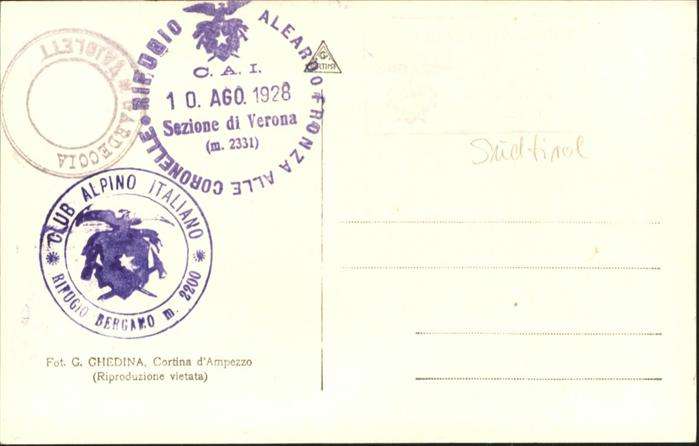 RIFUGIO ALEARDO FRONZA ALLE CORONELLE
C. A. I.
10. AGO. 1928
Sezione di Verona
(m. 2331)
GARDECCIA
CLUB ALPINO ITALIANO
RIFUGIO BERGAMO m. 2200
Südtirol
Fot. G. GHEDINA, Cortina d'Ampezzo
(Riproduzione vietata)